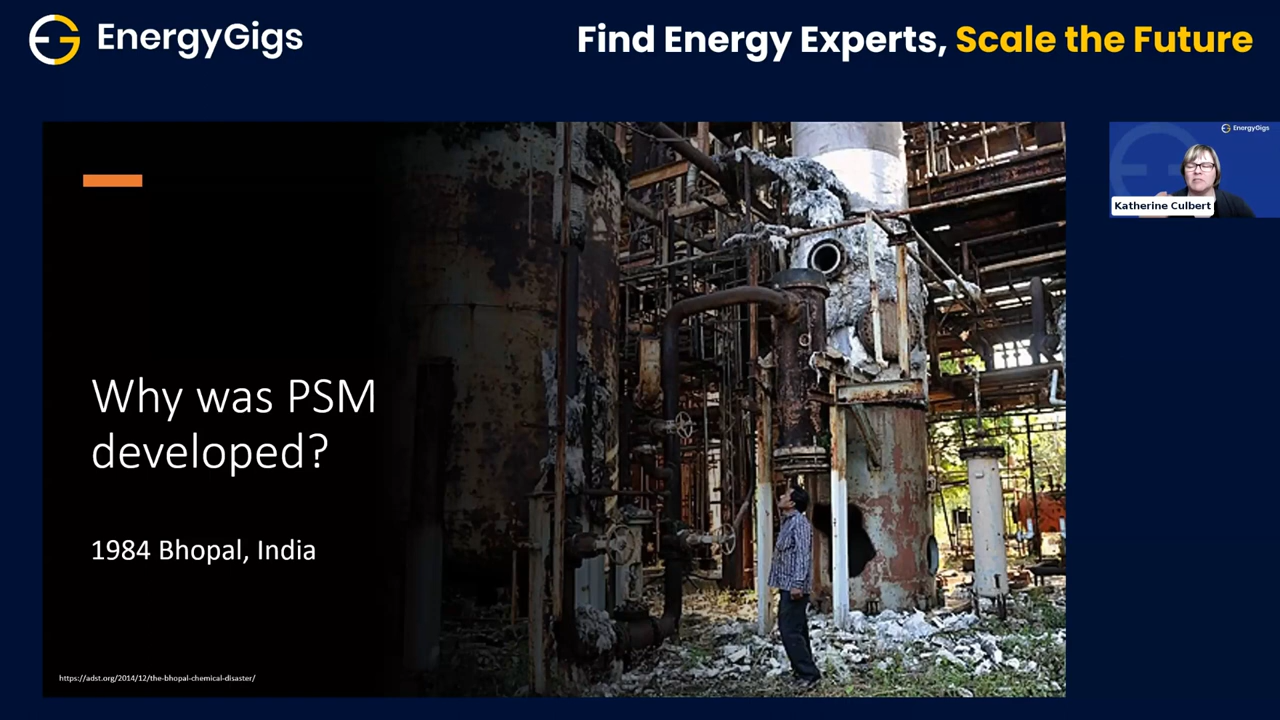 EnergyGigs
Find Energy Experts, Scale the Future
EnergyGigs
Katherine Culbert
Why was PSM
developed?
1984 Bhopal, India
https://adst.org/2014/12/the-bhopal-chemical-disaster/